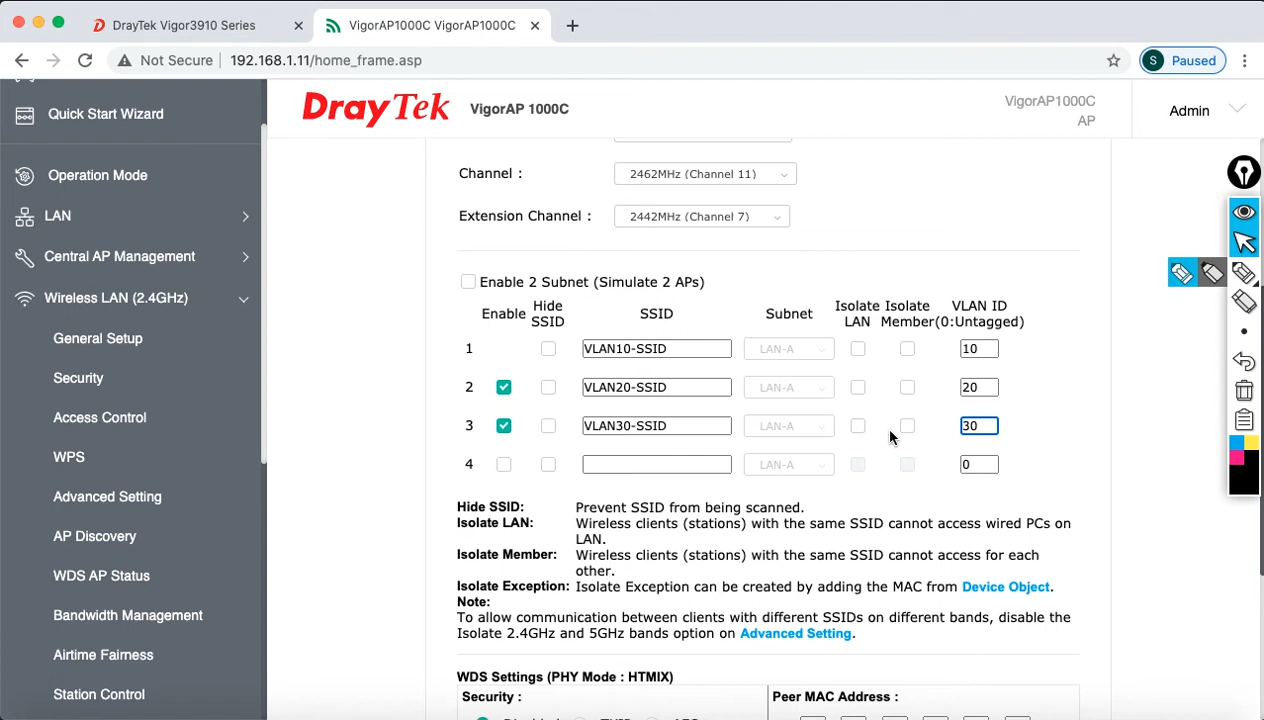 DrayTek Vigor3910 Series
VigorAP1000C VigorAP1000C
Not Secure
192.168.1.11/home_frame.asp
S
Paused
Quick Start Wizard
DrayTek
VigorAP 1000C
VigorAP1000C
AP
Admin
Operation Mode
LAN
Central AP Management
Wireless LAN (2.4GHz)
General Setup
Security
Access Control
WPS
Advanced Setting
AP Discovery
WDS AP Status
Bandwidth Management
Airtime Fairness
Station Control
Channel : 2462MHz (Channel 11)
Extension Channel : 2442MHz (Channel 7)
Enable 2 Subnet (Simulate 2 APs)
Enable Hide SSID SSID Subnet Isolate LAN Isolate Member VLAN ID (0:Untagged)
1 VLAN10-SSID LAN-A 10
2 VLAN20-SSID LAN-A 20
3 VLAN30-SSID LAN-A 30
4 LAN-A 0
Hide SSID: Prevent SSID from being scanned.
Isolate LAN: Wireless clients (stations) with the same SSID cannot access wired PCs on
LAN.
Isolate Member: Wireless clients (stations) with the same SSID cannot access for each
other.
Isolate Exception: Isolate Exception can be created by adding the MAC from Device Object.
Note:
To allow communication between clients with different SSIDs on different bands, disable the
Isolate 2.4GHz and 5GHz bands option on Advanced Setting.
WDS Settings (PHY Mode : HTMIX)
Security : Peer MAC Address :